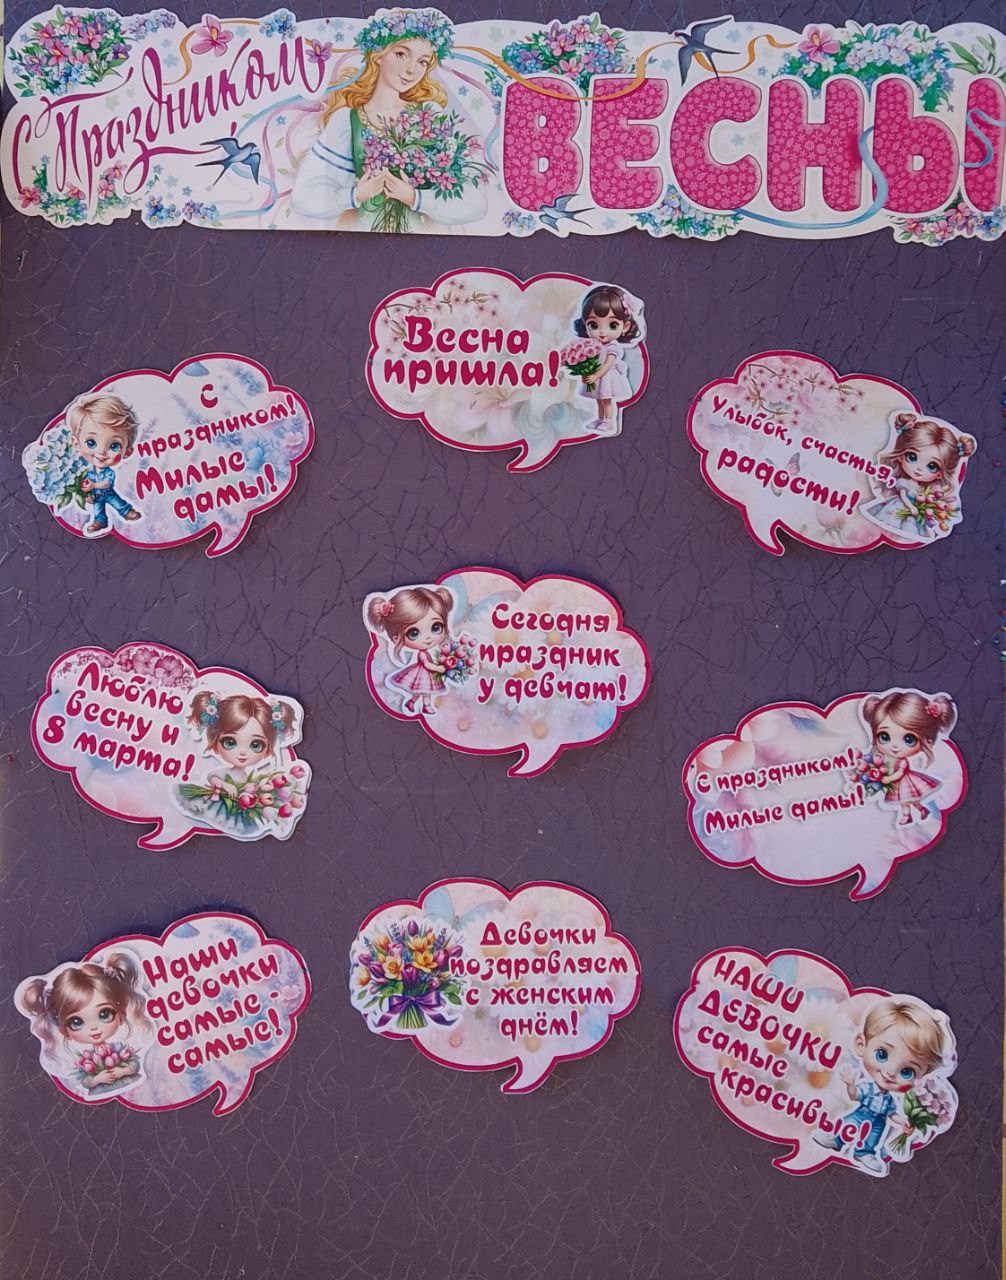 С Праздником ВЕСНЫ
Весна
пришла!
С
праздником!
Милые
дамы!
Улыбок, счастья,
радости!
Сегодня
праздник
у девчат!
Люблю
весну и
8 марта!
С праздником!
Милые дамы!
Наши
девочки
самые -
самые!
Девочки
поздравляем
с женским
днём!
НАШИ
ДЕВОЧКИ
самые
красивые!